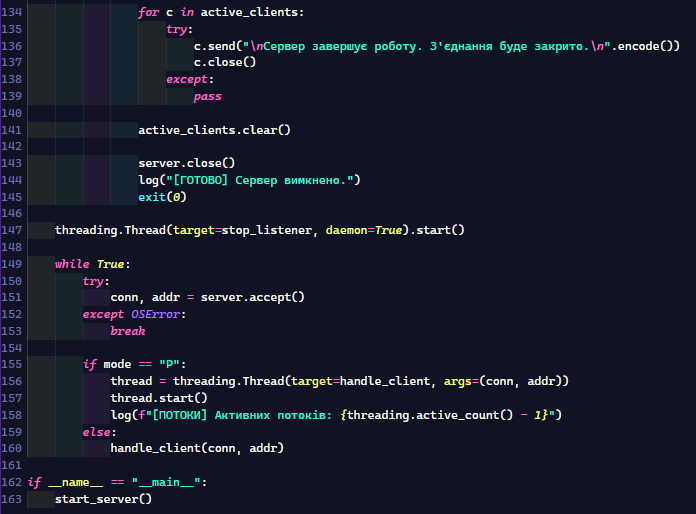 134 for c in active_clients:
135 try:
136 c.send("\nСервер завершує роботу. З'єднання буде закрито.\n".encode())
137 c.close()
138 except:
139 pass
140
141 active_clients.clear()
142
143 server.close()
144 log("[ГОТОВО] Сервер вимкнено.")
145 exit(0)
146
147 threading.Thread(target=stop_listener, daemon=True).start()
148
149 while True:
150 try:
151 conn, addr = server.accept()
152 except OSError:
153 break
154
155 if mode == "P":
156 thread = threading.Thread(target=handle_client, args=(conn, addr))
157 thread.start()
158 log(f"[ПОТОКИ] Активних потоків: {threading.active_count() - 1}")
159 else:
160 handle_client(conn, addr)
161
162 if __name__ == "__main__":
163 start_server()